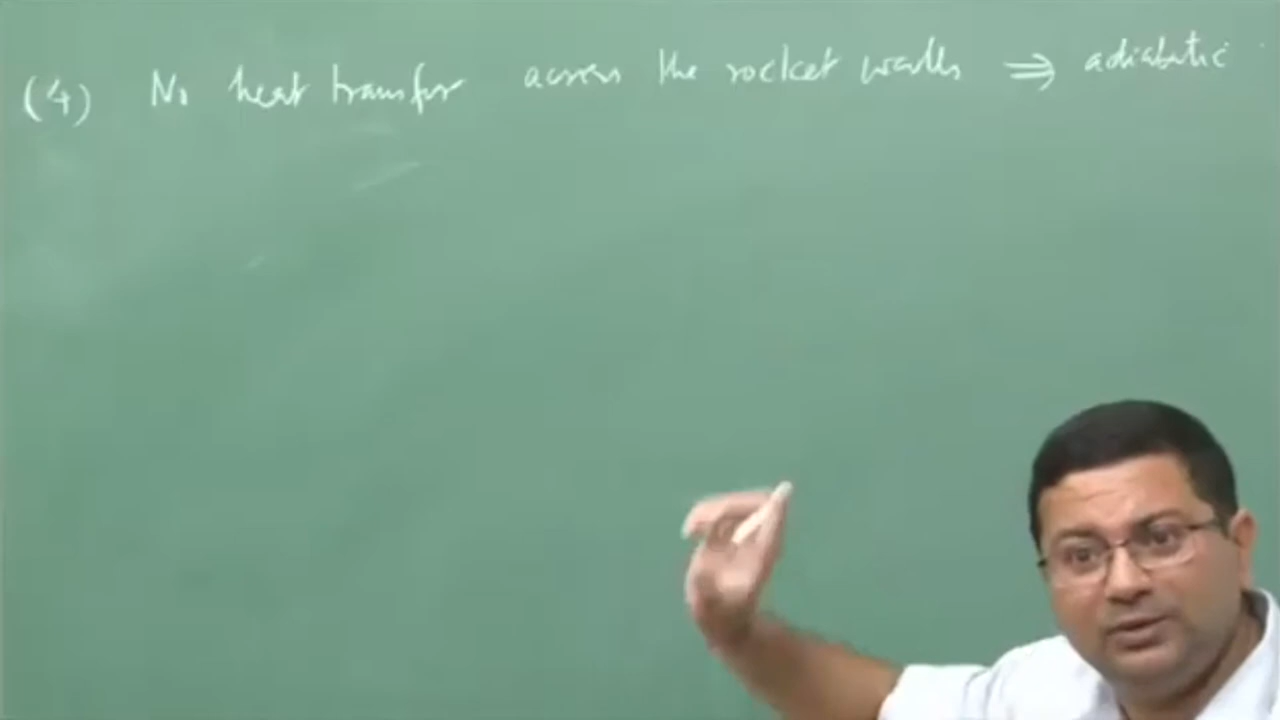 (4) No heat transfer across the rocket walls ⇒ adiabatic